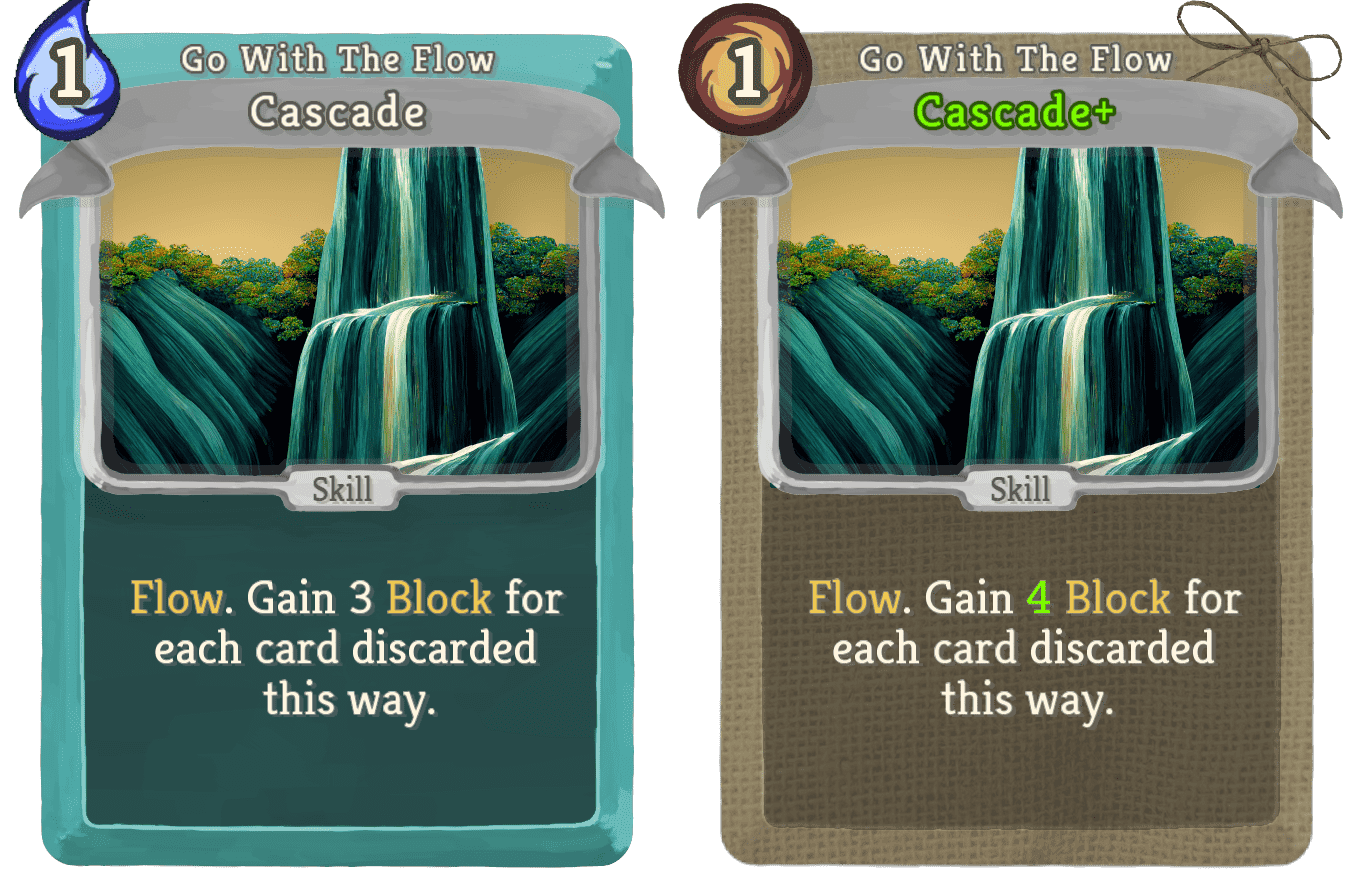 1
Go With The Flow
Cascade
Skill
Flow. Gain 3 Block for
each card discarded
this way.
1
Go With The Flow
Cascade+
Skill
Flow. Gain 4 Block for
each card discarded
this way.